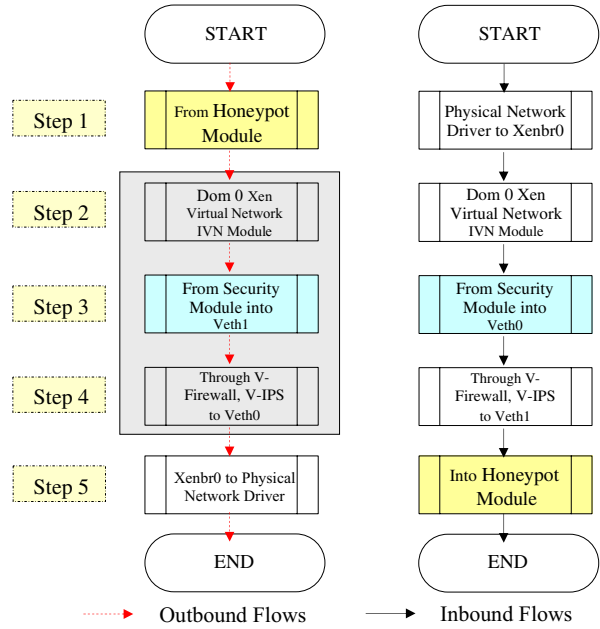 START
START
Step 1
From Honeypot
Module
Physical Network
Driver to Xenbr0
Step 2
Dom 0 Xen
Virtual Network
IVN Module
Dom 0 Xen
Virtual Network
IVN Module
Step 3
From Security
Module into
Veth1
From Security
Module into
Veth0
Step 4
Through V-
Firewall, V-IPS
to Veth0
Through V-
Firewall, V-IPS
to Veth1
Step 5
Xenbr0 to Physical
Network Driver
Into Honeypot
Module
END
END
Outbound Flows
Inbound Flows